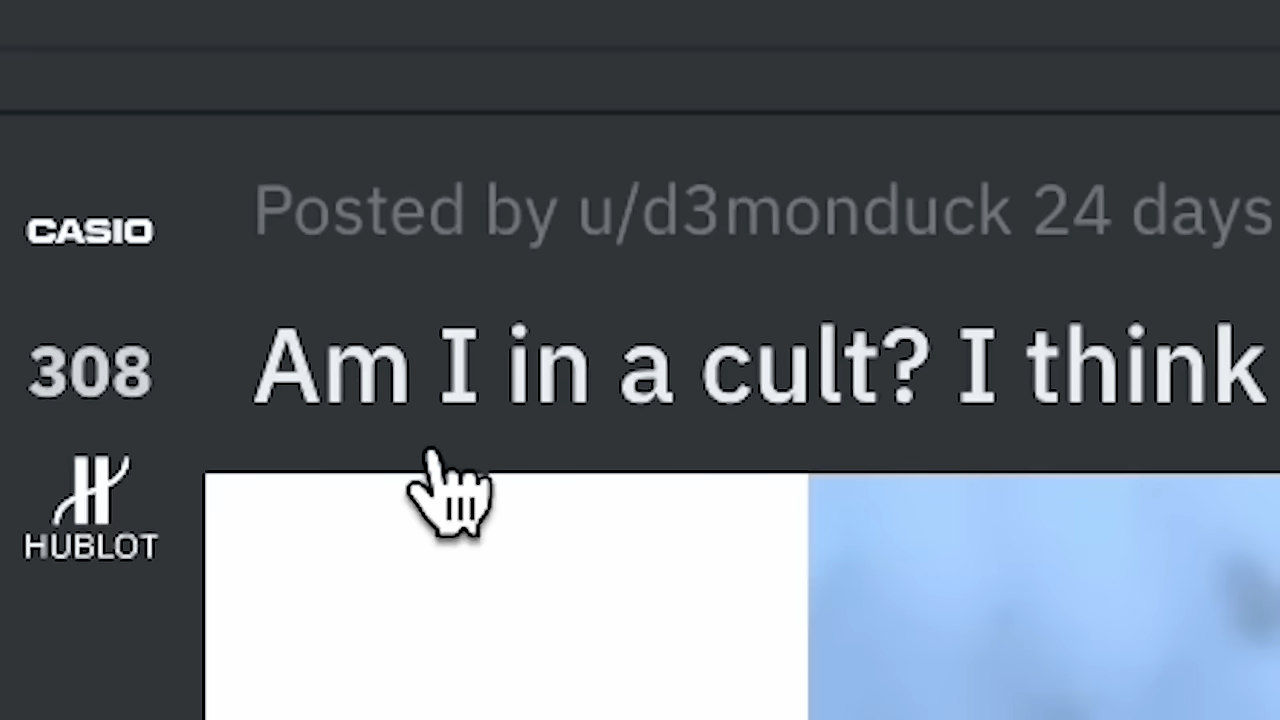 CASIO
Posted by u/d3monduck 24 days
308
Am I in a cult? I think
HUBLOT